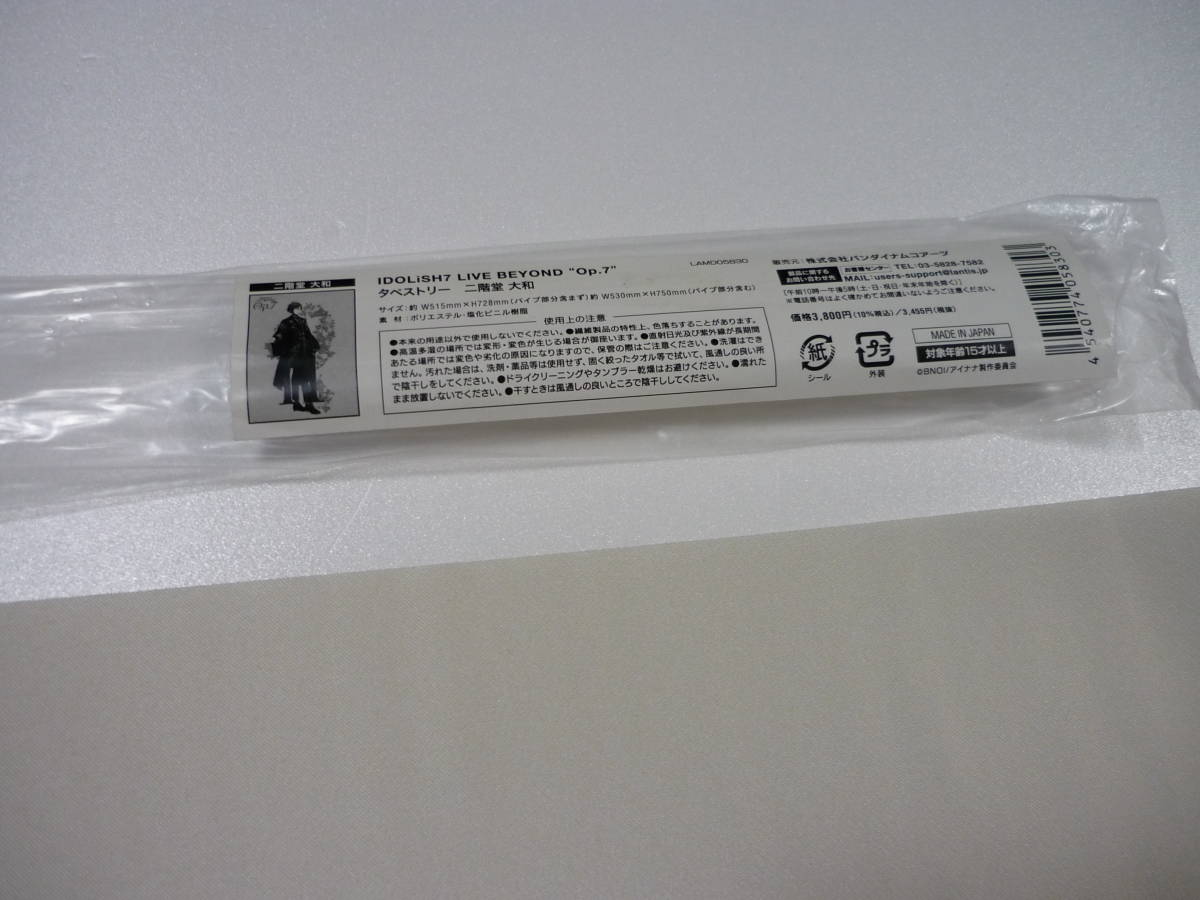 二階堂 大和
Op.7
IDOLiSH7 LIVE BEYOND "Op.7"
LAMD05830
タペストリー　二階堂 大和
サイズ：約 W515mm×H728mm(パイプ部分含まず) 約 W530mm×H750mm(パイプ部分含む)
素　材：ポリエステル・塩化ビニル樹脂
使用上の注意
●本来の用途以外で使用しないでください。●繊維製品の特性上、色落ちすることがあります。
●高温多湿の場所では変形・変色が生じる場合が御座います。●直射日光及び紫外線が長期間
あたる場所では変色や劣化の原因になりますので、保管の際はご注意ください。●洗濯はでき
ません。汚れた場合は、洗剤・薬品等は使用せず、固く絞ったタオル等で拭いて、風通しの良い所
で陰干しをしてください。●ドライクリーニングやタンブラー乾燥はお避けください。●濡れた
まま放置しないでください。●干すときは風通しの良いところで陰干ししてください。
販売元：株式会社バンダイナムコアーツ
製品に関する
お問い合わせ先
お客様センター TEL:03-5828-7582
MAIL:users-support@lantis.jp
[午前10時～午後5時(土・日・祝日・年末年始を除く)]
※電話番号はよく確かめてお間違いないようご注意ください。
価格3,800円(10%税込)/3,455円(税抜)
紙
シール
プラ
外装
MADE IN JAPAN
対象年齢15才以上
©BNOI/アイナナ製作委員会
4 540774 058303